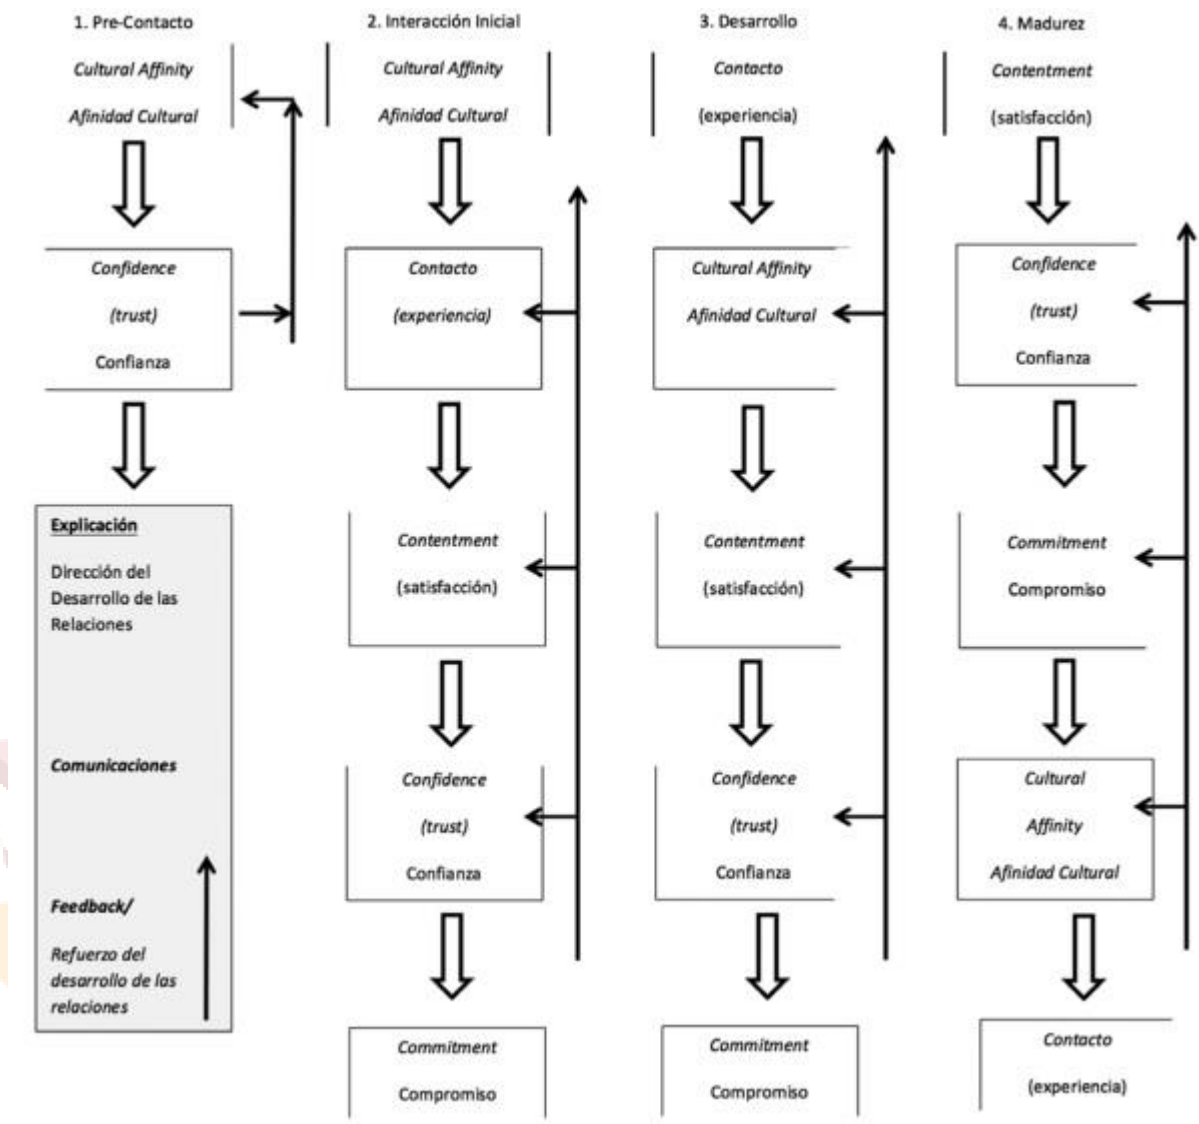 1. Pre-Contacto
Cultural Affinity
Afinidad Cultural
Confidence
(trust)
Confianza
Explicación
Dirección del
Desarrollo de las
Relaciones
Comunicaciones
Feedback/
Refuerzo del
desarrollo de las
relaciones
2. Interacción Inicial
Cultural Affinity
Afinidad Cultural
Contacto
(experiencia)
Contentment
(satisfacción)
Confidence
(trust)
Confianza
Commitment
Compromiso
3. Desarrollo
Contacto
(experiencia)
Cultural Affinity
Afinidad Cultural
Contentment
(satisfacción)
Confidence
(trust)
Confianza
Commitment
Compromiso
4. Madurez
Contentment
(satisfacción)
Confidence
(trust)
Confianza
Commitment
Compromiso
Cultural
Affinity
Afinidad Cultural
Contacto
(experiencia)